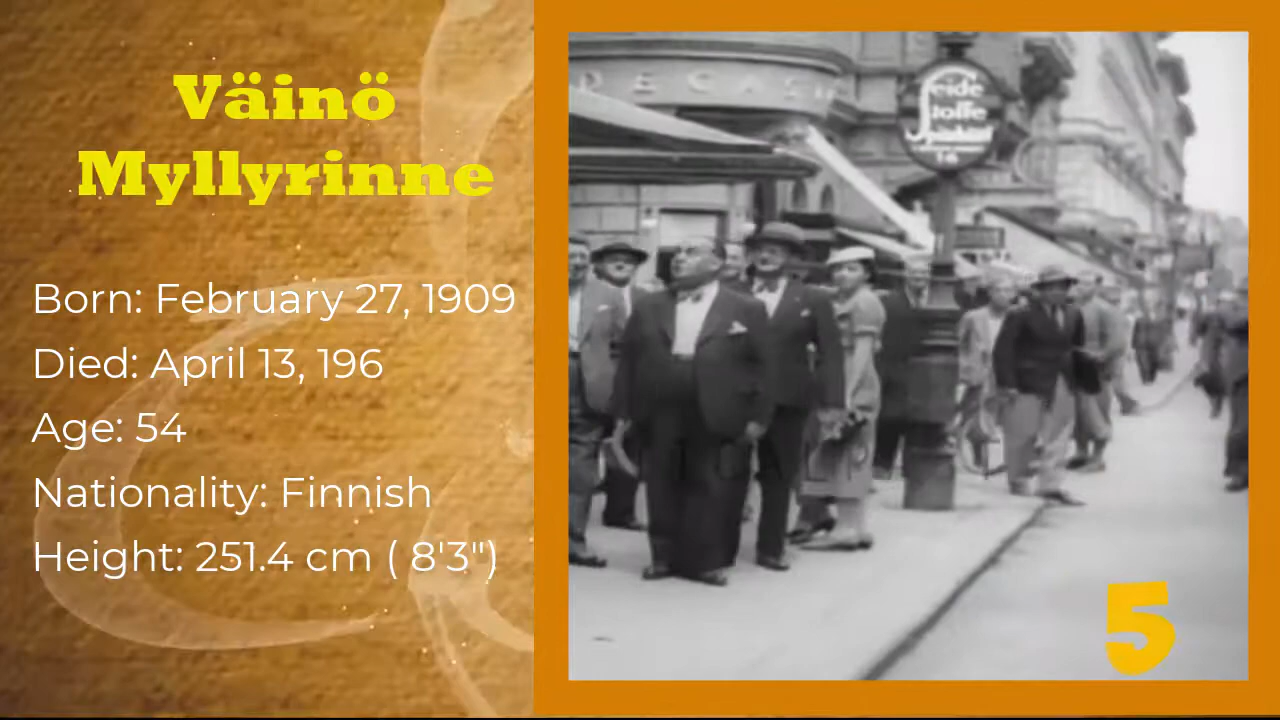 Väinö
Myllyrinne
Born: February 27, 1909
Died: April 13, 196
Age: 54
Nationality: Finnish
Height: 251.4 cm ( 8'3")
Seide
Stoffe
5